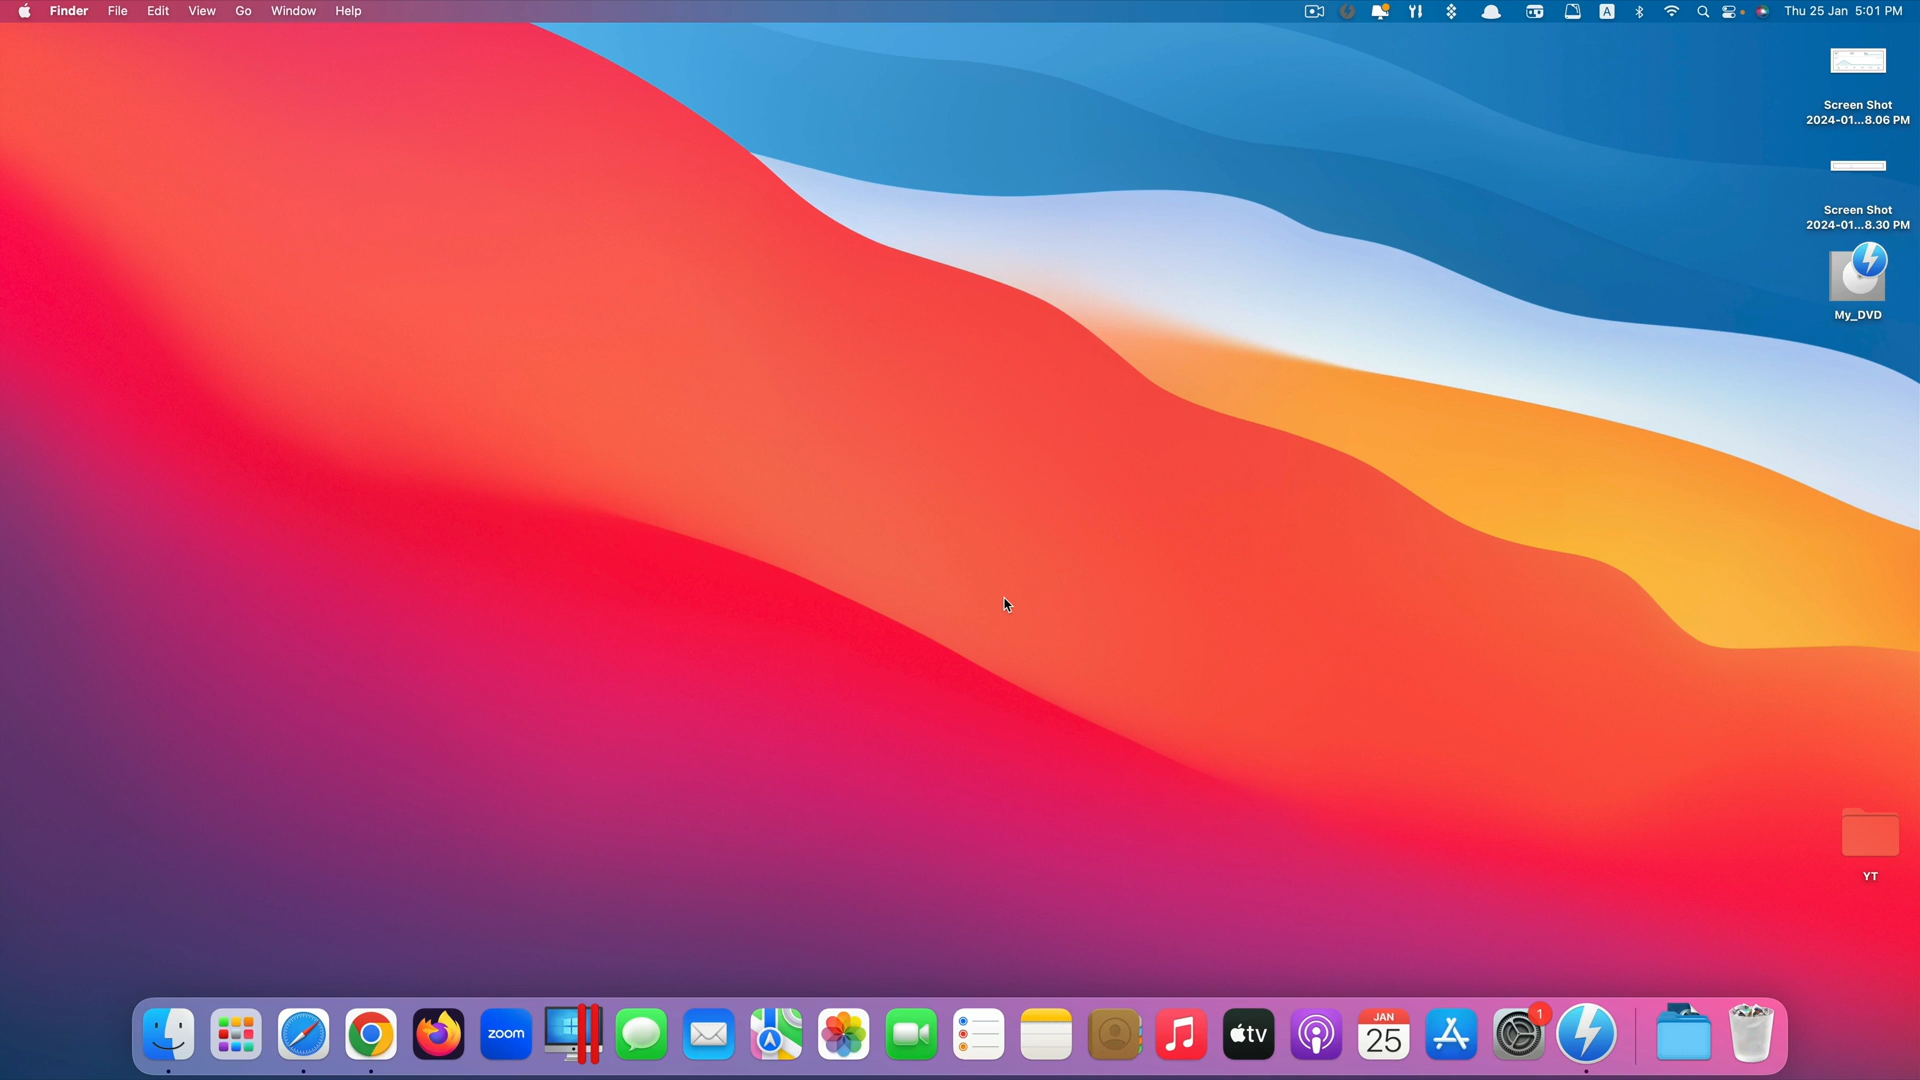 Finder File Edit View Go Window Help
A
Thu 25 Jan 5:01 PM
Screen Shot
2024-01...8.06 PM
Screen Shot
2024-01...8.30 PM
My_DVD
YT
zoom
tv
JAN
25
1